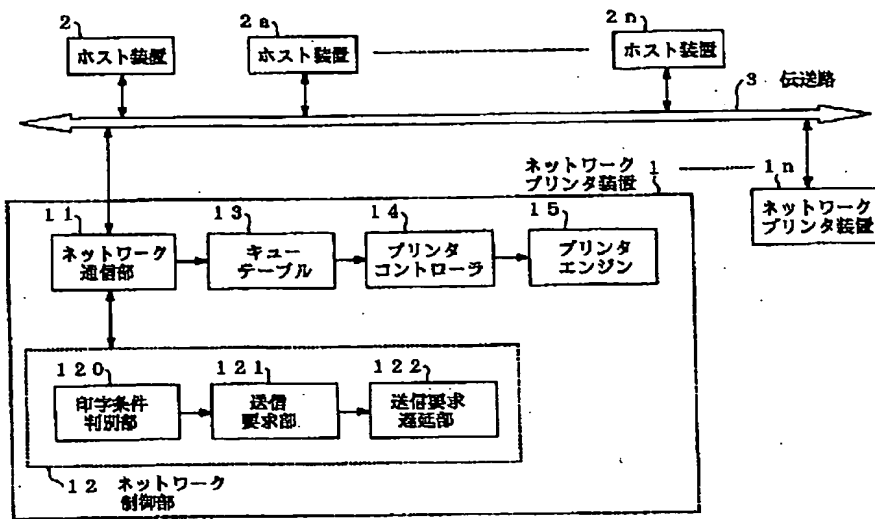 2 2a 2n
ホスト装置 ホスト装置 ホスト装置
3 伝送路
ネットワーク 1 1n
プリンタ装置
11 13 14 15
ネットワーク キュー プリンタ プリンタ ネットワーク
通信部 テーブル コントローラ エンジン プリンタ装置
120 121 122
印字条件 送信 送信要求
判別部 要求部 遅延部
12 ネットワーク
制御部